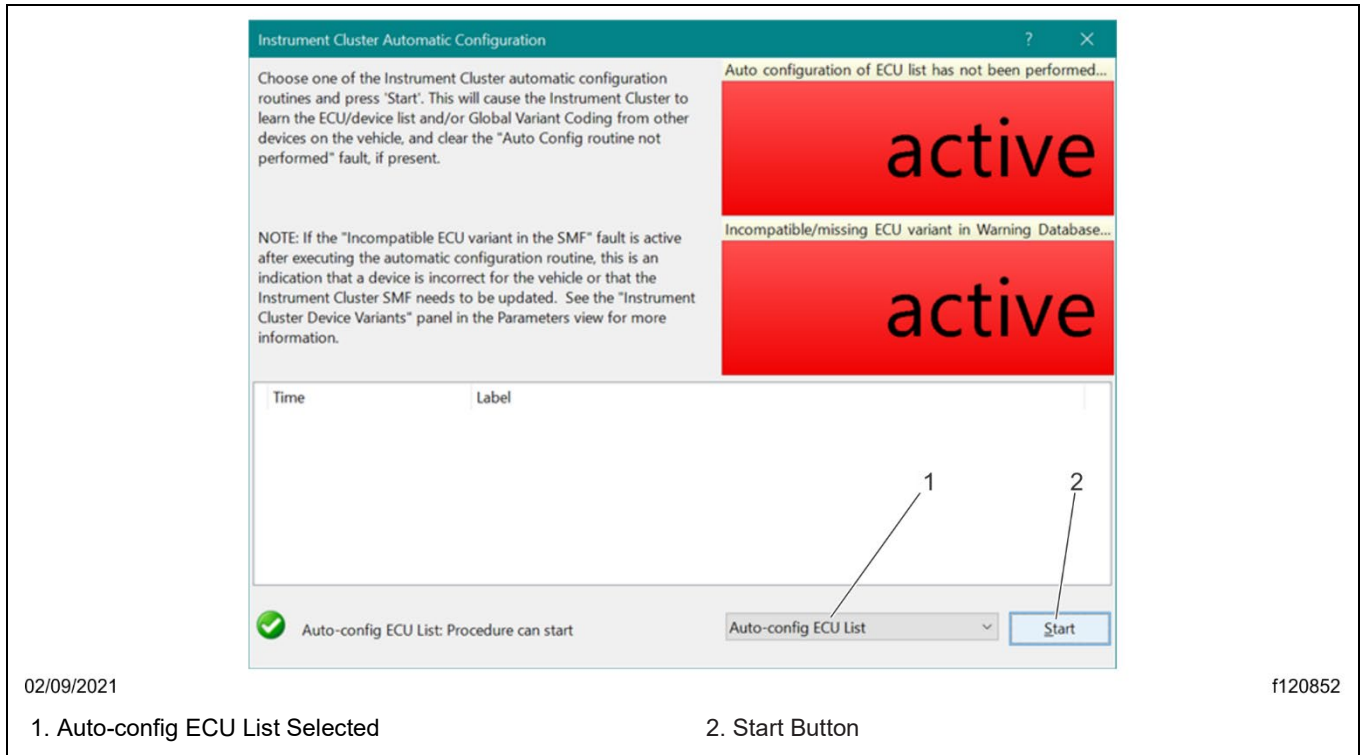 Instrument Cluster Automatic Configuration ? ×
Choose one of the Instrument Cluster automatic configuration
routines and press 'Start'. This will cause the Instrument Cluster to
learn the ECU/device list and/or Global Variant Coding from other
devices on the vehicle, and clear the "Auto Config routine not
performed" fault, if present.
Auto configuration of ECU list has not been performed...
active
NOTE: If the "Incompatible ECU variant in the SMF" fault is active
after executing the automatic configuration routine, this is an
indication that a device is incorrect for the vehicle or that the
Instrument Cluster SMF needs to be updated. See the "Instrument
Cluster Device Variants" panel in the Parameters view for more
information.
Incompatible/missing ECU variant in Warning Database...
active
Time Label
1 2
Auto-config ECU List: Procedure can start
Auto-config ECU List
Start
02/09/2021 f120852
1. Auto-config ECU List Selected 2. Start Button